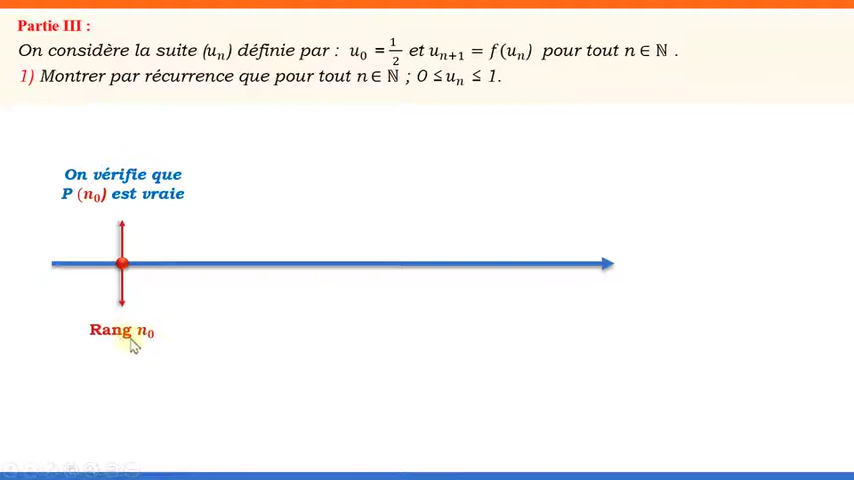 Partie III :
On considère la suite (uₙ) définie par : u₀ = 1/2 et uₙ₊₁ = f(uₙ) pour tout n ∈ ℕ .
1) Montrer par récurrence que pour tout n ∈ ℕ ; 0 ≤ uₙ ≤ 1.
On vérifie que
P (n₀) est vraie
Rang n₀